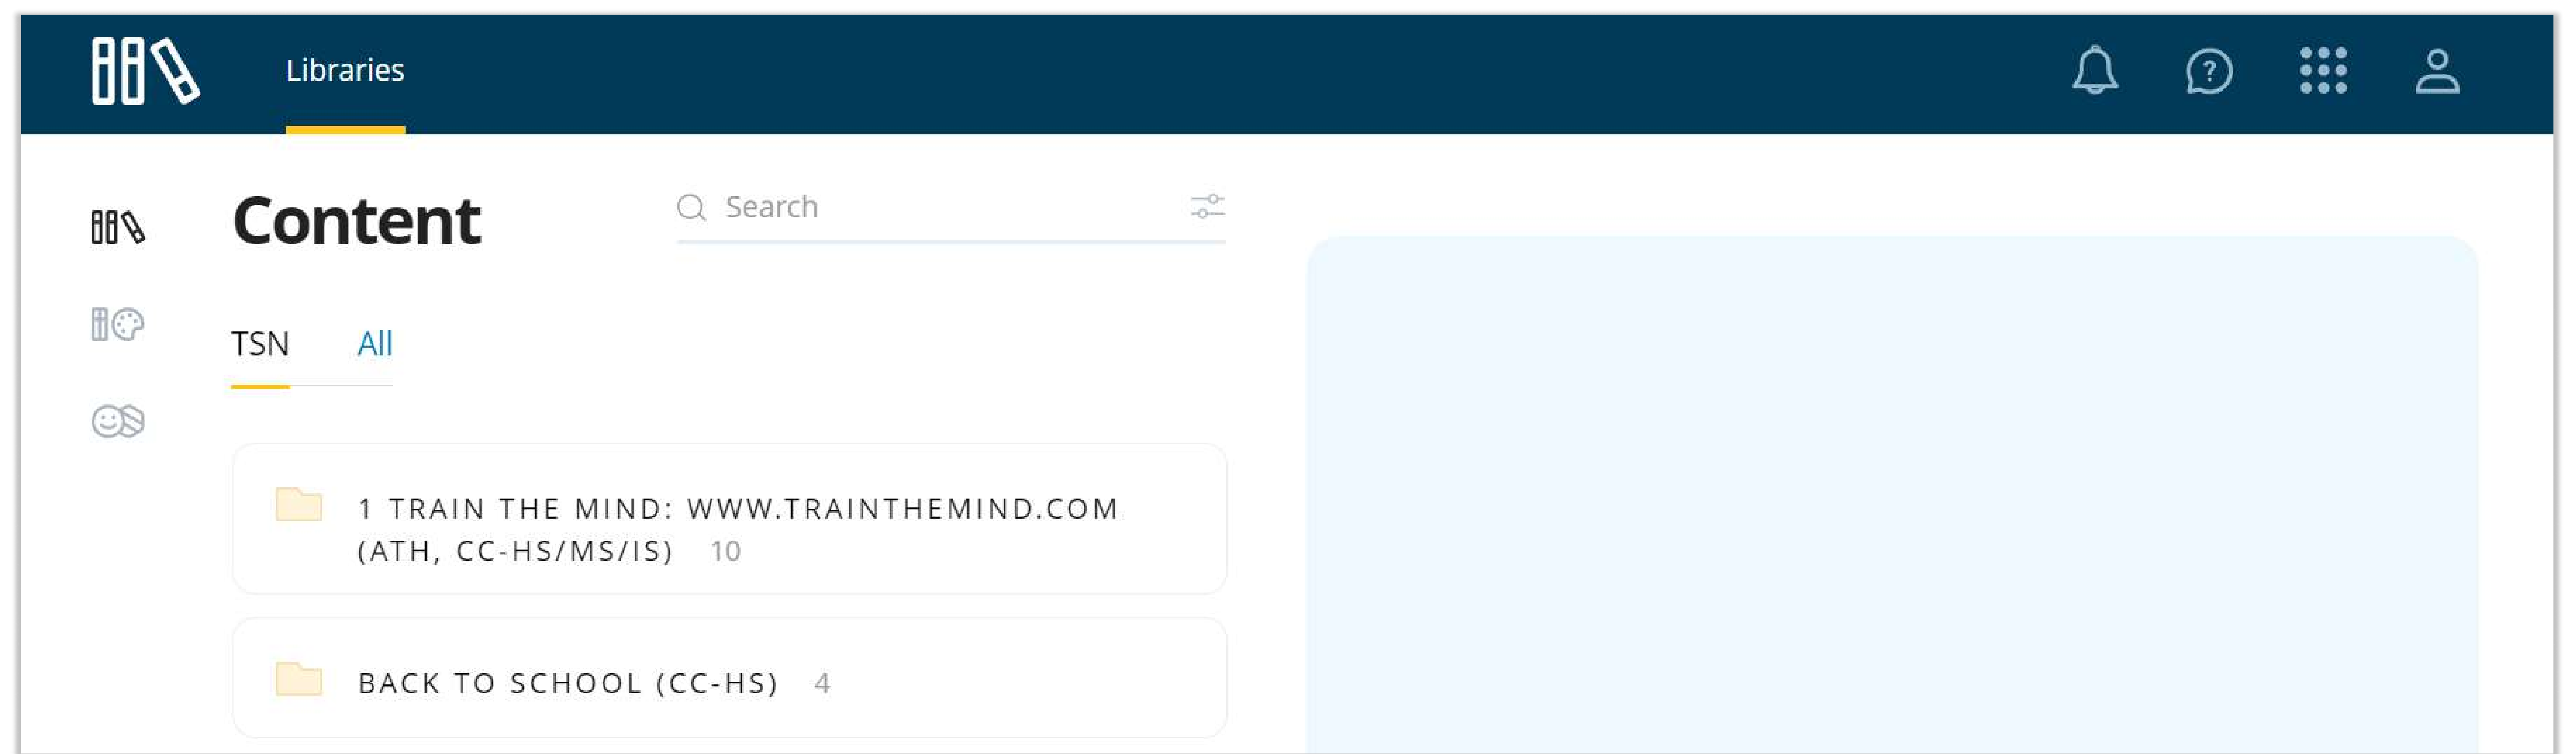 Libraries
Content
Search
TSN
All
1 TRAIN THE MIND: WWW.TRAINTHEMIND.COM
(ATH, CC-HS/MS/IS) 10
BACK TO SCHOOL (CC-HS) 4